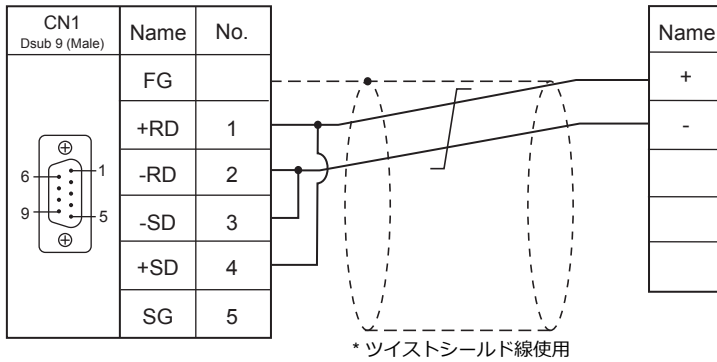 CN1
Dsub 9 (Male)
Name
No.
Name
FG
+
+RD
1
-
-RD
2
-SD
3
+SD
4
SG
5
6
1
9
5
* ツイストシールド線使用